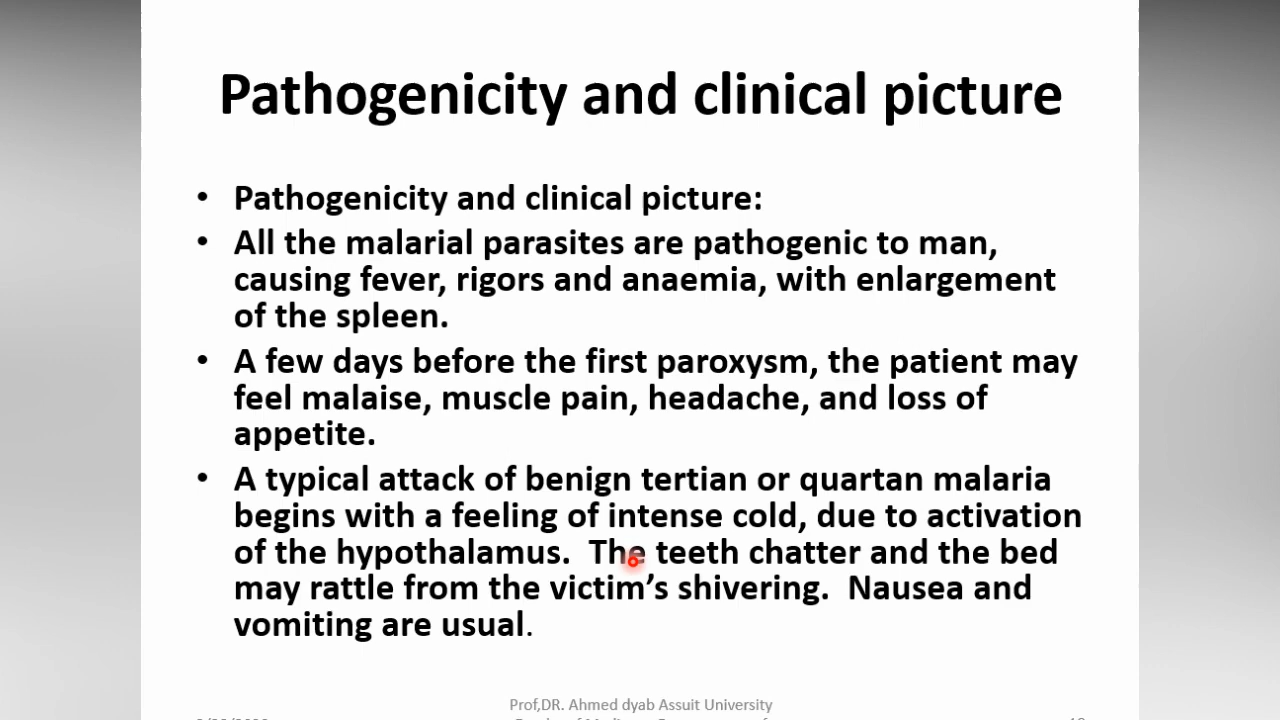 Pathogenicity and clinical picture
• Pathogenicity and clinical picture:
• All the malarial parasites are pathogenic to man,
causing fever, rigors and anaemia, with enlargement
of the spleen.
• A few days before the first paroxysm, the patient may
feel malaise, muscle pain, headache, and loss of
appetite.
• A typical attack of benign tertian or quartan malaria
begins with a feeling of intense cold, due to activation
of the hypothalamus.  The teeth chatter and the bed
may rattle from the victim’s shivering.  Nausea and
vomiting are usual.
Prof,DR. Ahmed dyab Assuit University